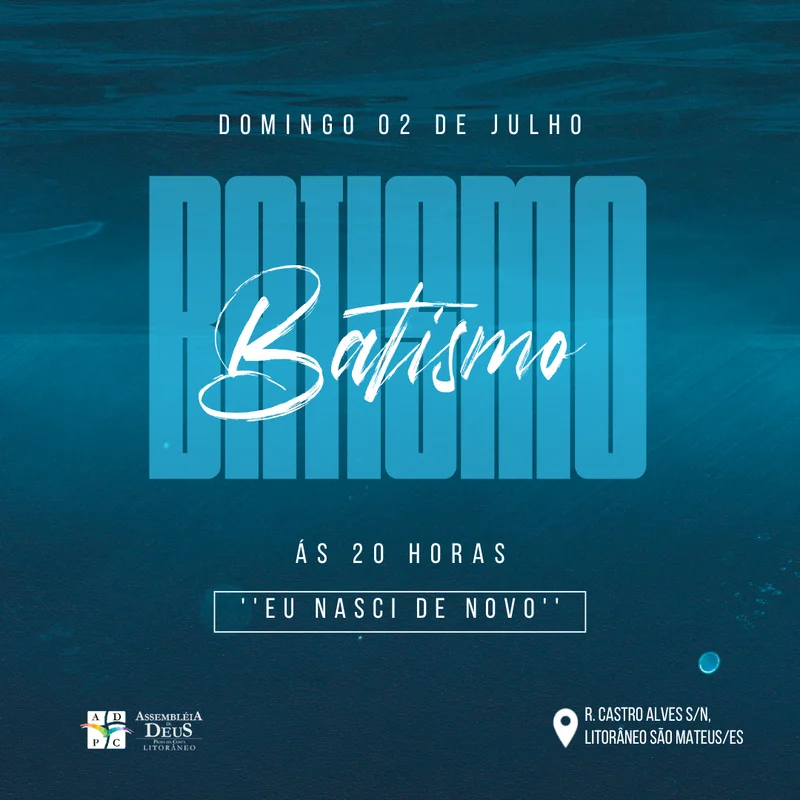 DOMINGO 02 DE JULHO
BATISMO
Batismo
ÁS 20 HORAS
''EU NASCI DE NOVO''
A D
P C
ASSEMBLÉIA
DE
DEUS
LITORÂNEO
R. CASTRO ALVES S/N,
LITORÂNEO SÃO MATEUS/ES